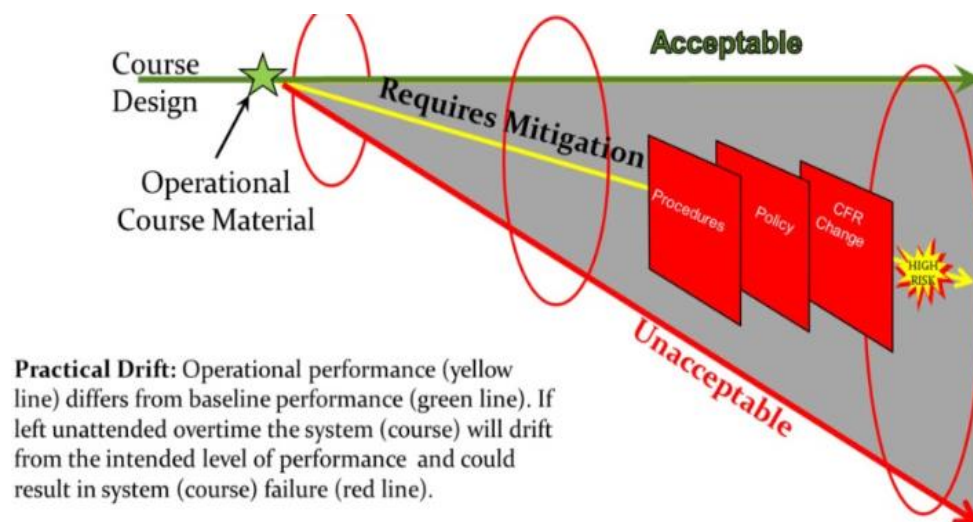 Acceptable
Course
Design
Requires Mitigation
Operational
Course Material
Procedures
Policy
CFR
Change
HIGH
RISK
Unacceptable
Practical Drift: Operational performance (yellow
line) differs from baseline performance (green line). If
left unattended overtime the system (course) will drift
from the intended level of performance and could
result in system (course) failure (red line).